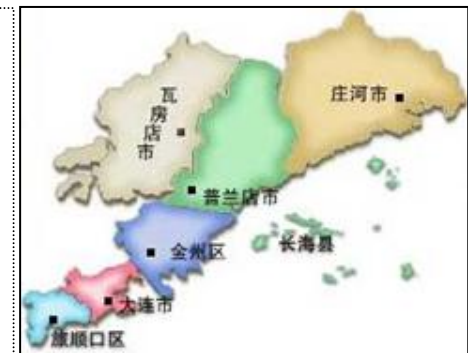 瓦房店市
庄河市
普兰店市
长海县
金州区
大连市
旅顺口区